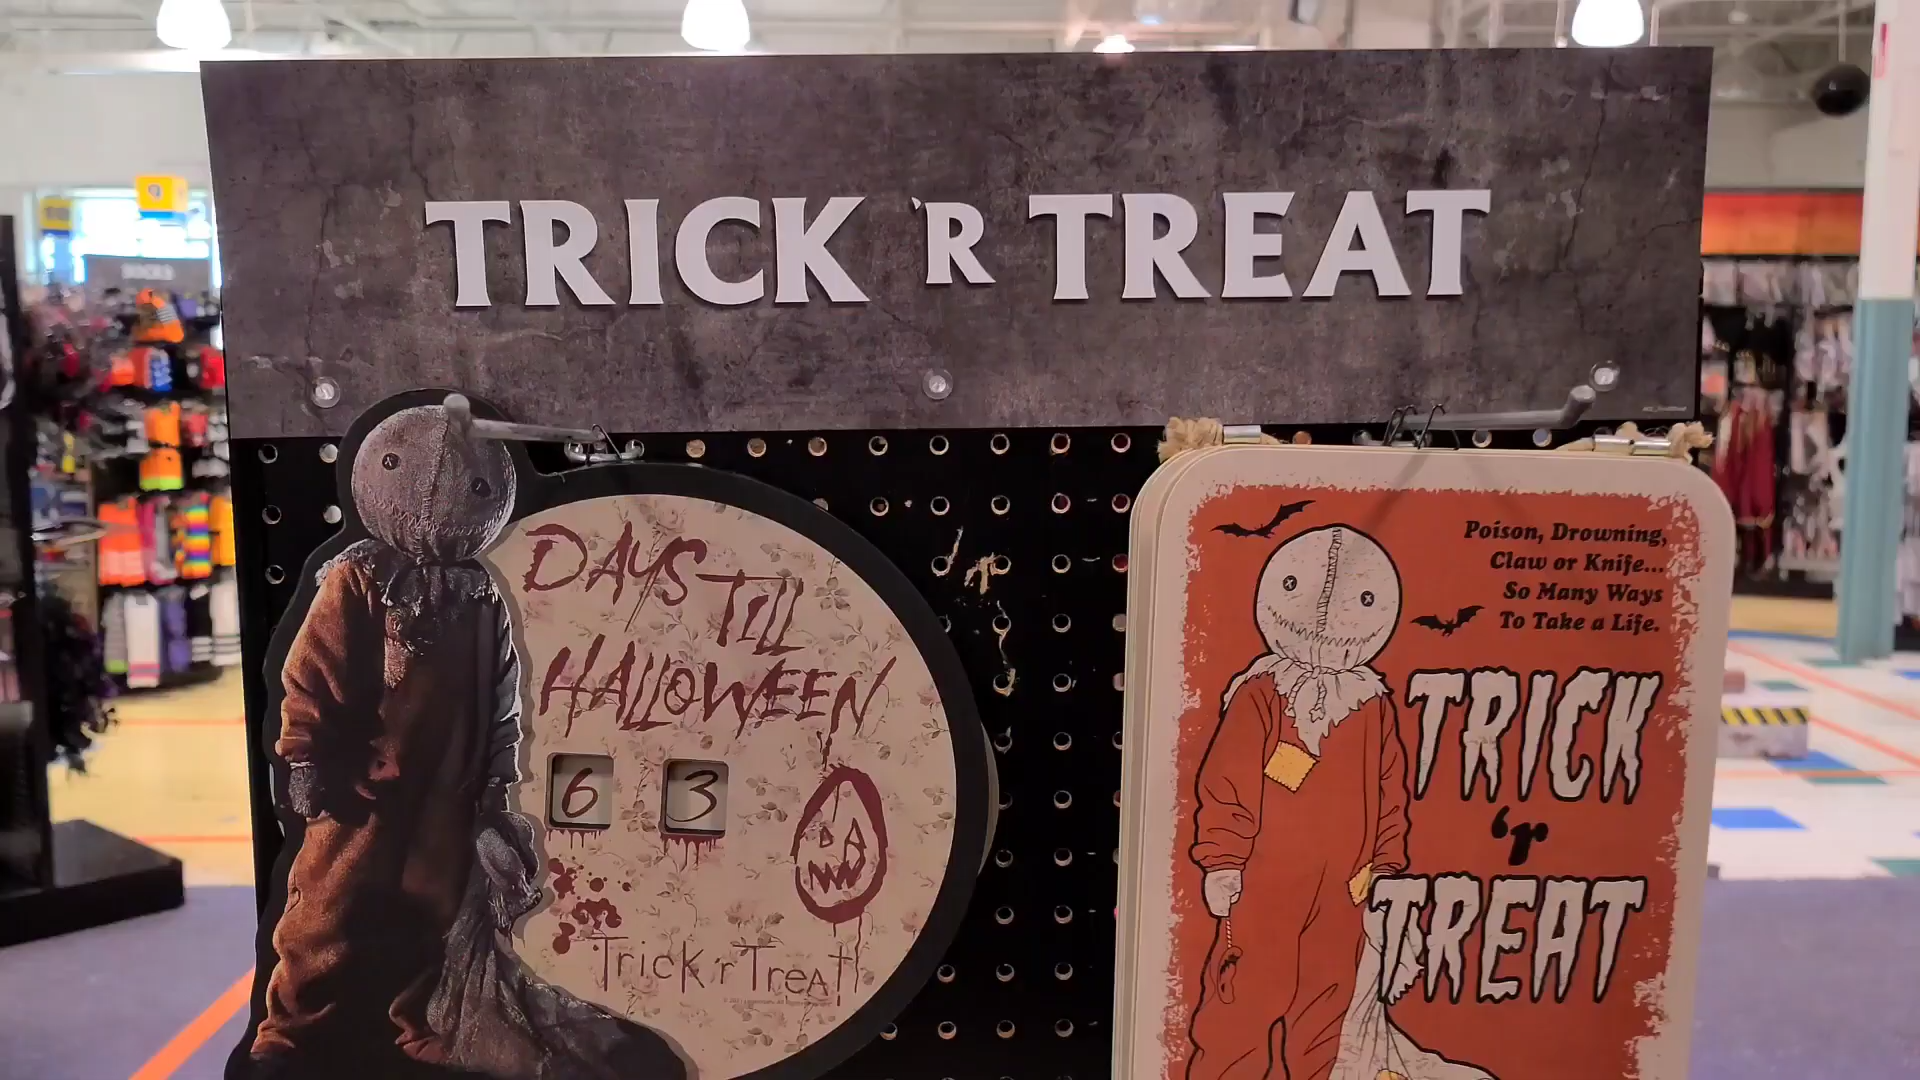 TRICK 'R TREAT
DAYS TILL
HALLOWEEN
6 3
Trick 'r Treat
Poison, Drowning,
Claw or Knife...
So Many Ways
To Take a Life.
TRICK
'r
TREAT